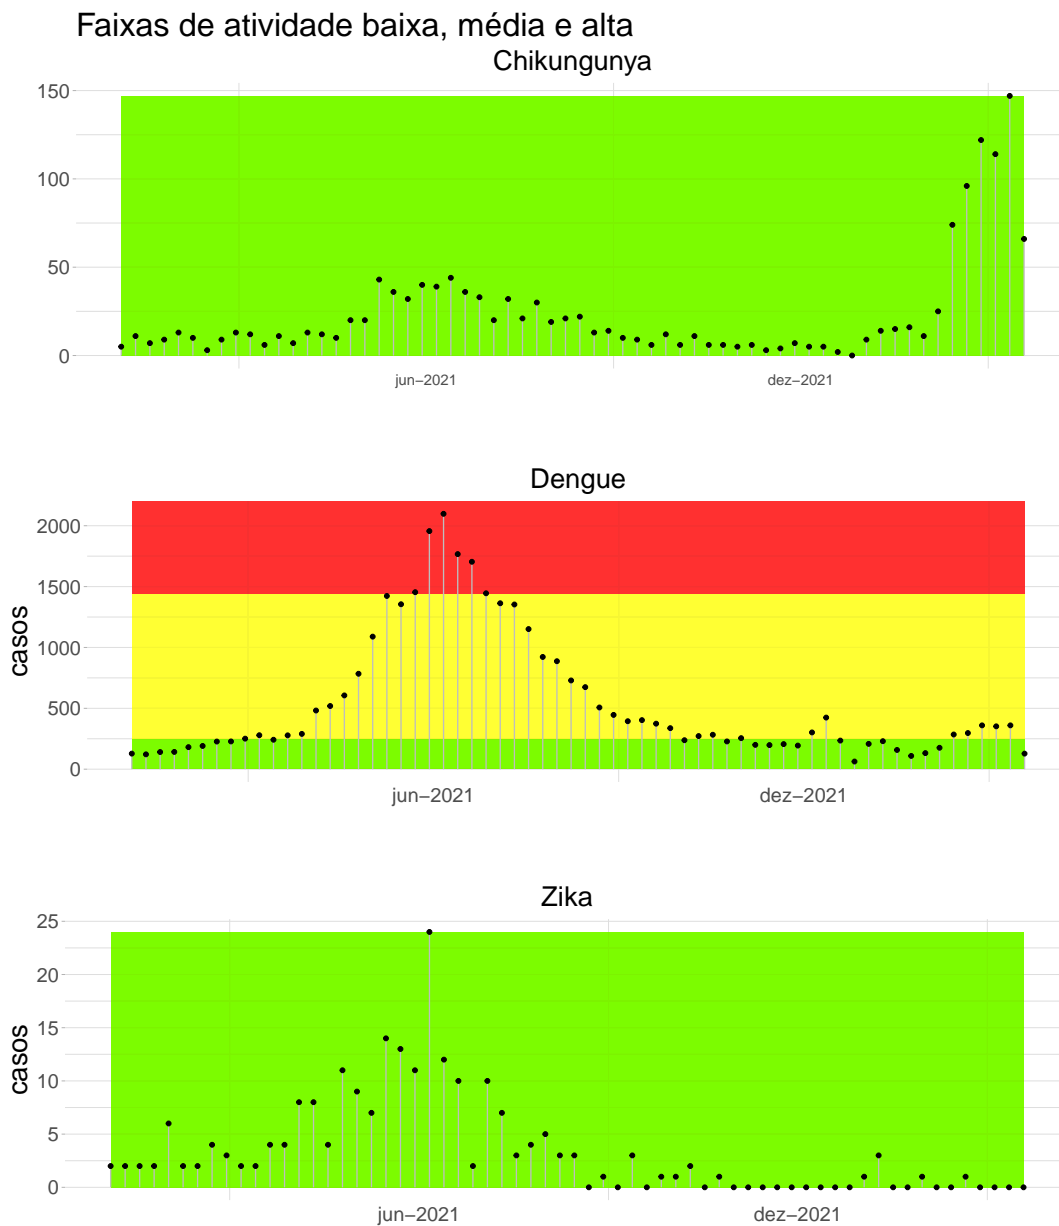 Faixas de atividade baixa, média e alta
Chikungunya
150
100
50
0
jun−2021
dez−2021
Dengue
2000
1500
1000
500
0
casos
jun−2021
dez−2021
Zika
25
20
15
10
5
0
casos
jun−2021
dez−2021